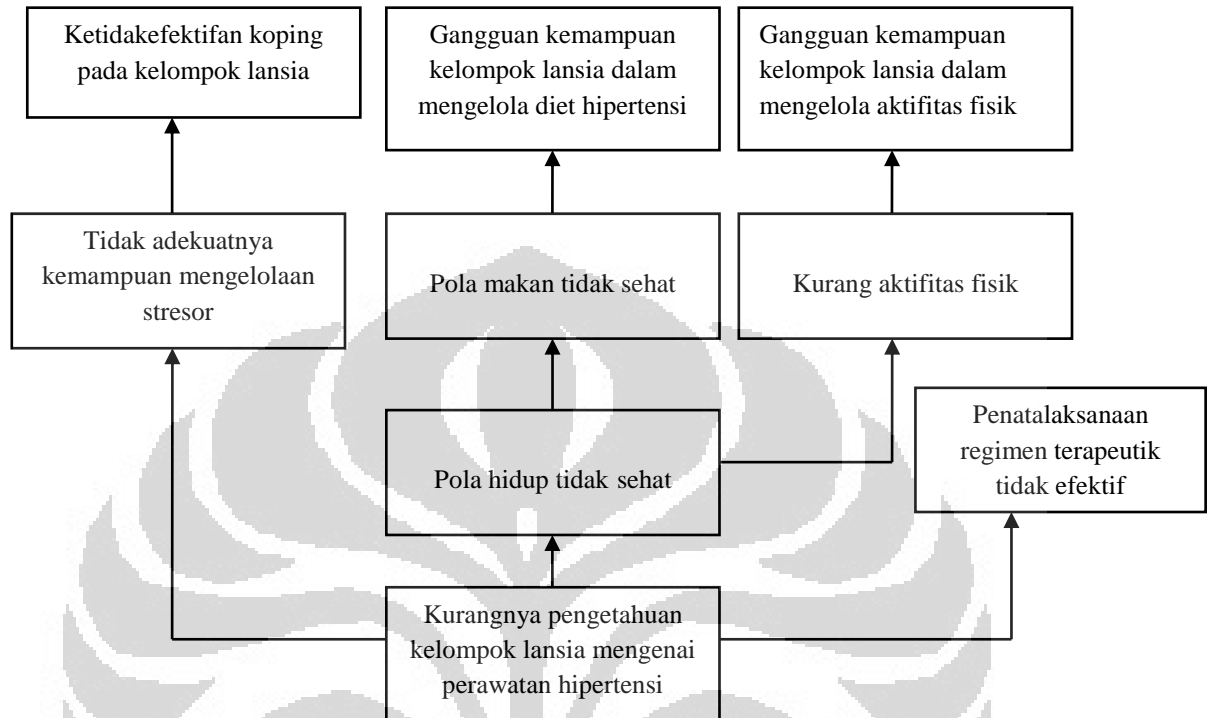 Ketidakefektifan koping
pada kelompok lansia
Gangguan kemampuan
kelompok lansia dalam
mengelola diet hipertensi
Gangguan kemampuan
kelompok lansia dalam
mengelola aktifitas fisik
Tidak adekuatnya
kemampuan mengelolaan
stresor
Pola makan tidak sehat
Kurang aktifitas fisik
Penatalaksanaan
regimen terapeutik
tidak efektif
Pola hidup tidak sehat
Kurangnya pengetahuan
kelompok lansia mengenai
perawatan hipertensi